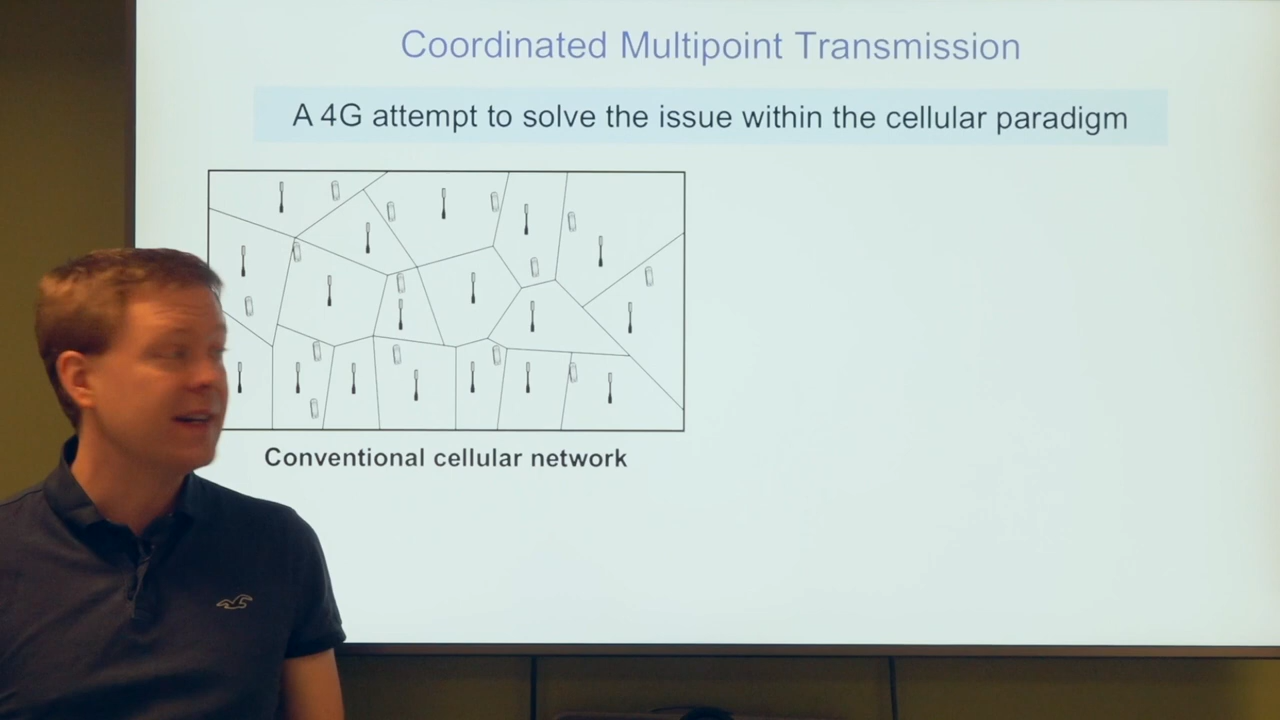 Coordinated Multipoint Transmission
A 4G attempt to solve the issue within the cellular paradigm
Conventional cellular network